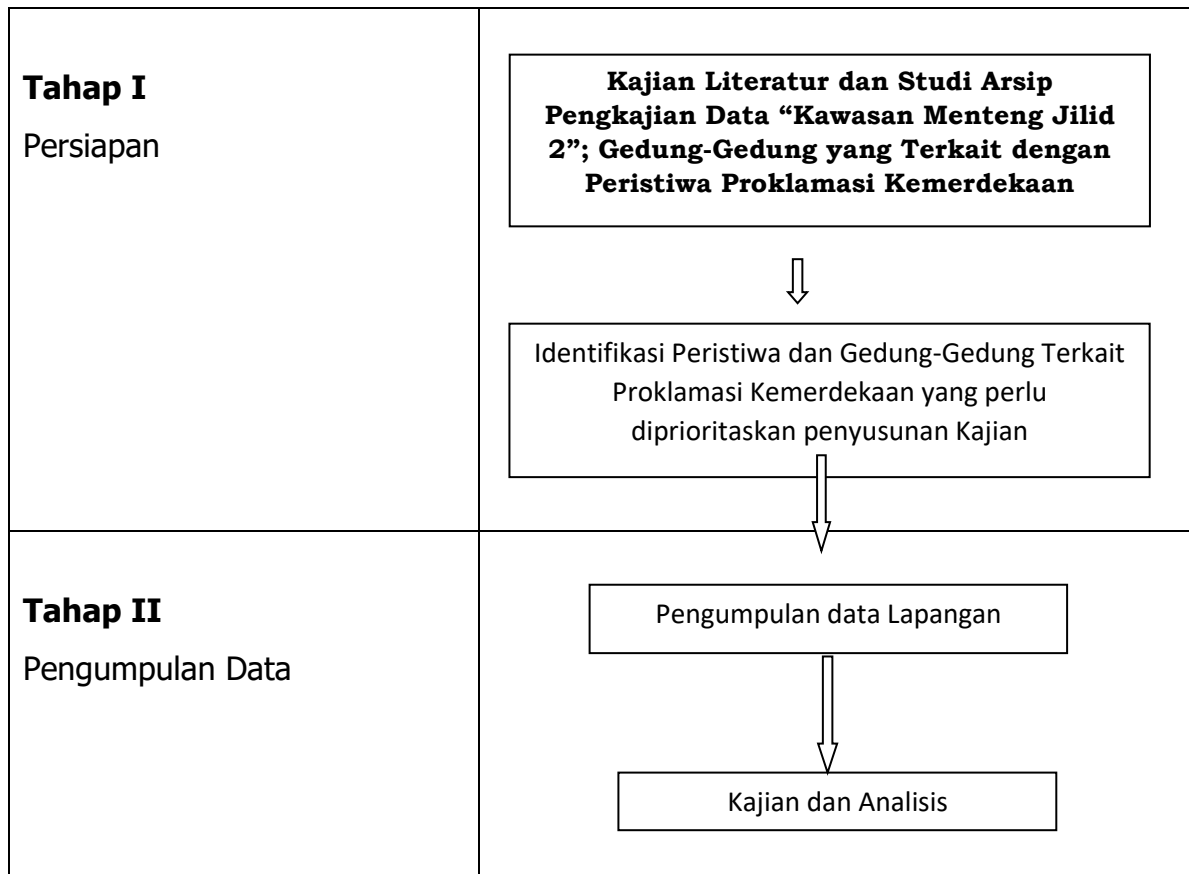 Tahap I
Persiapan
Kajian Literatur dan Studi Arsip
Pengkajian Data “Kawasan Menteng Jilid
2”; Gedung-Gedung yang Terkait dengan
Peristiwa Proklamasi Kemerdekaan
Identifikasi Peristiwa dan Gedung-Gedung Terkait
Proklamasi Kemerdekaan yang perlu
diprioritaskan penyusunan Kajian
Tahap II
Pengumpulan Data
Pengumpulan data Lapangan
Kajian dan Analisis